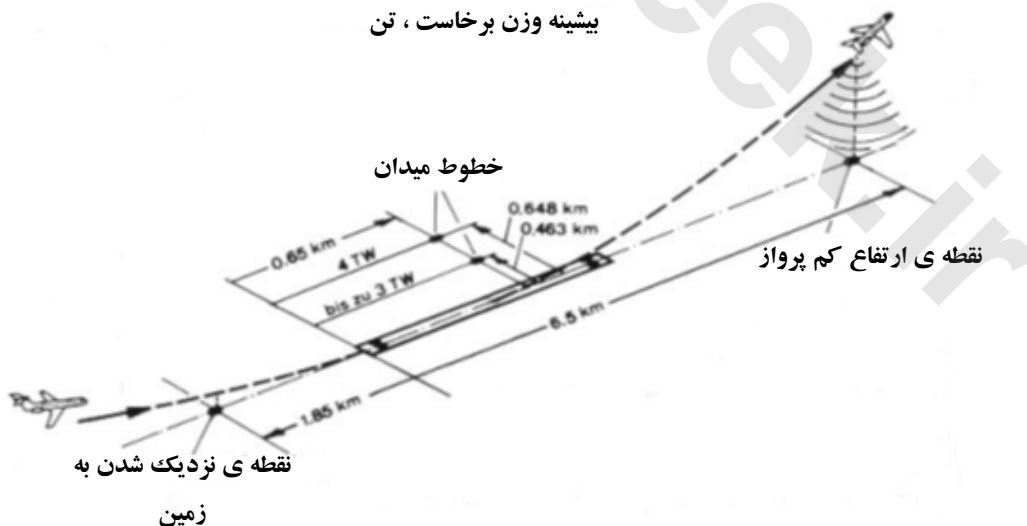 بیشینه وزن برخاست ، تن
خطوط میدان
0,648 km
0,463 km
0.65 km
4 TW
bis zu 3 TW
نقطه ی ارتفاع کم پرواز
6.5 km
1.85 km
نقطه ی نزدیک شدن به
زمین